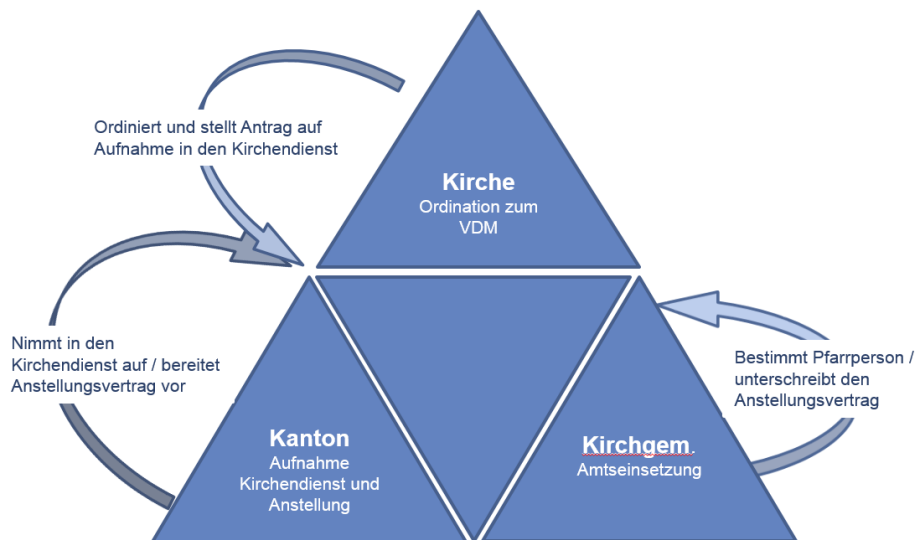 Ordiniert und stellt Antrag auf
Aufnahme in den Kirchendienst
Kirche
Ordination zum
VDM
Nimmt in den
Kirchendienst auf / bereitet
Anstellungsvertrag vor
Bestimmt Pfarrperson /
unterschreibt den
Anstellungsvertrag
Kanton
Aufnahme
Kirchendienst und
Anstellung
Kirchgem.
Amtseinsetzung